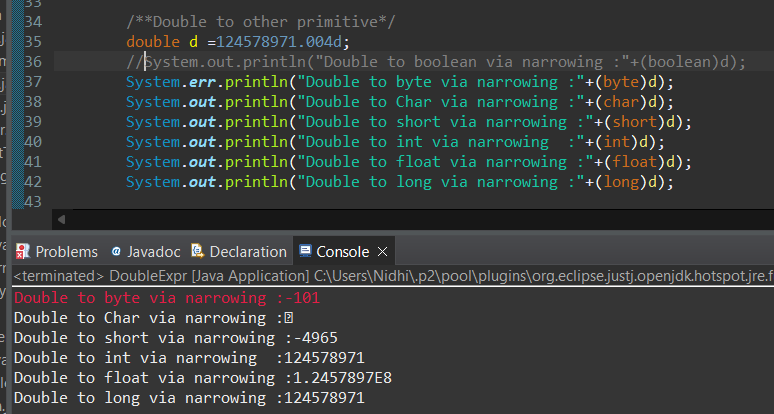 33
34 /**Double to other primitive*/
35 double d =124578971.004d;
36 //System.out.println("Double to boolean via narrowing :"+(boolean)d);
37 System.err.println("Double to byte via narrowing :"+(byte)d);
38 System.out.println("Double to Char via narrowing :"+(char)d);
39 System.out.println("Double to short via narrowing :"+(short)d);
40 System.out.println("Double to int via narrowing  :"+(int)d);
41 System.out.println("Double to float via narrowing :"+(float)d);
42 System.out.println("Double to long via narrowing :"+(long)d);
43
Problems @ Javadoc Declaration Console
<terminated> DoubleExpr [Java Application] C:\Users\Nidhi\.p2\pool\plugins\org.eclipse.justj.openjdk.hotspot.jre.f
Double to byte via narrowing :-101
Double to Char via narrowing :
Double to short via narrowing :-4965
Double to int via narrowing  :124578971
Double to float via narrowing :1.2457897E8
Double to long via narrowing :124578971